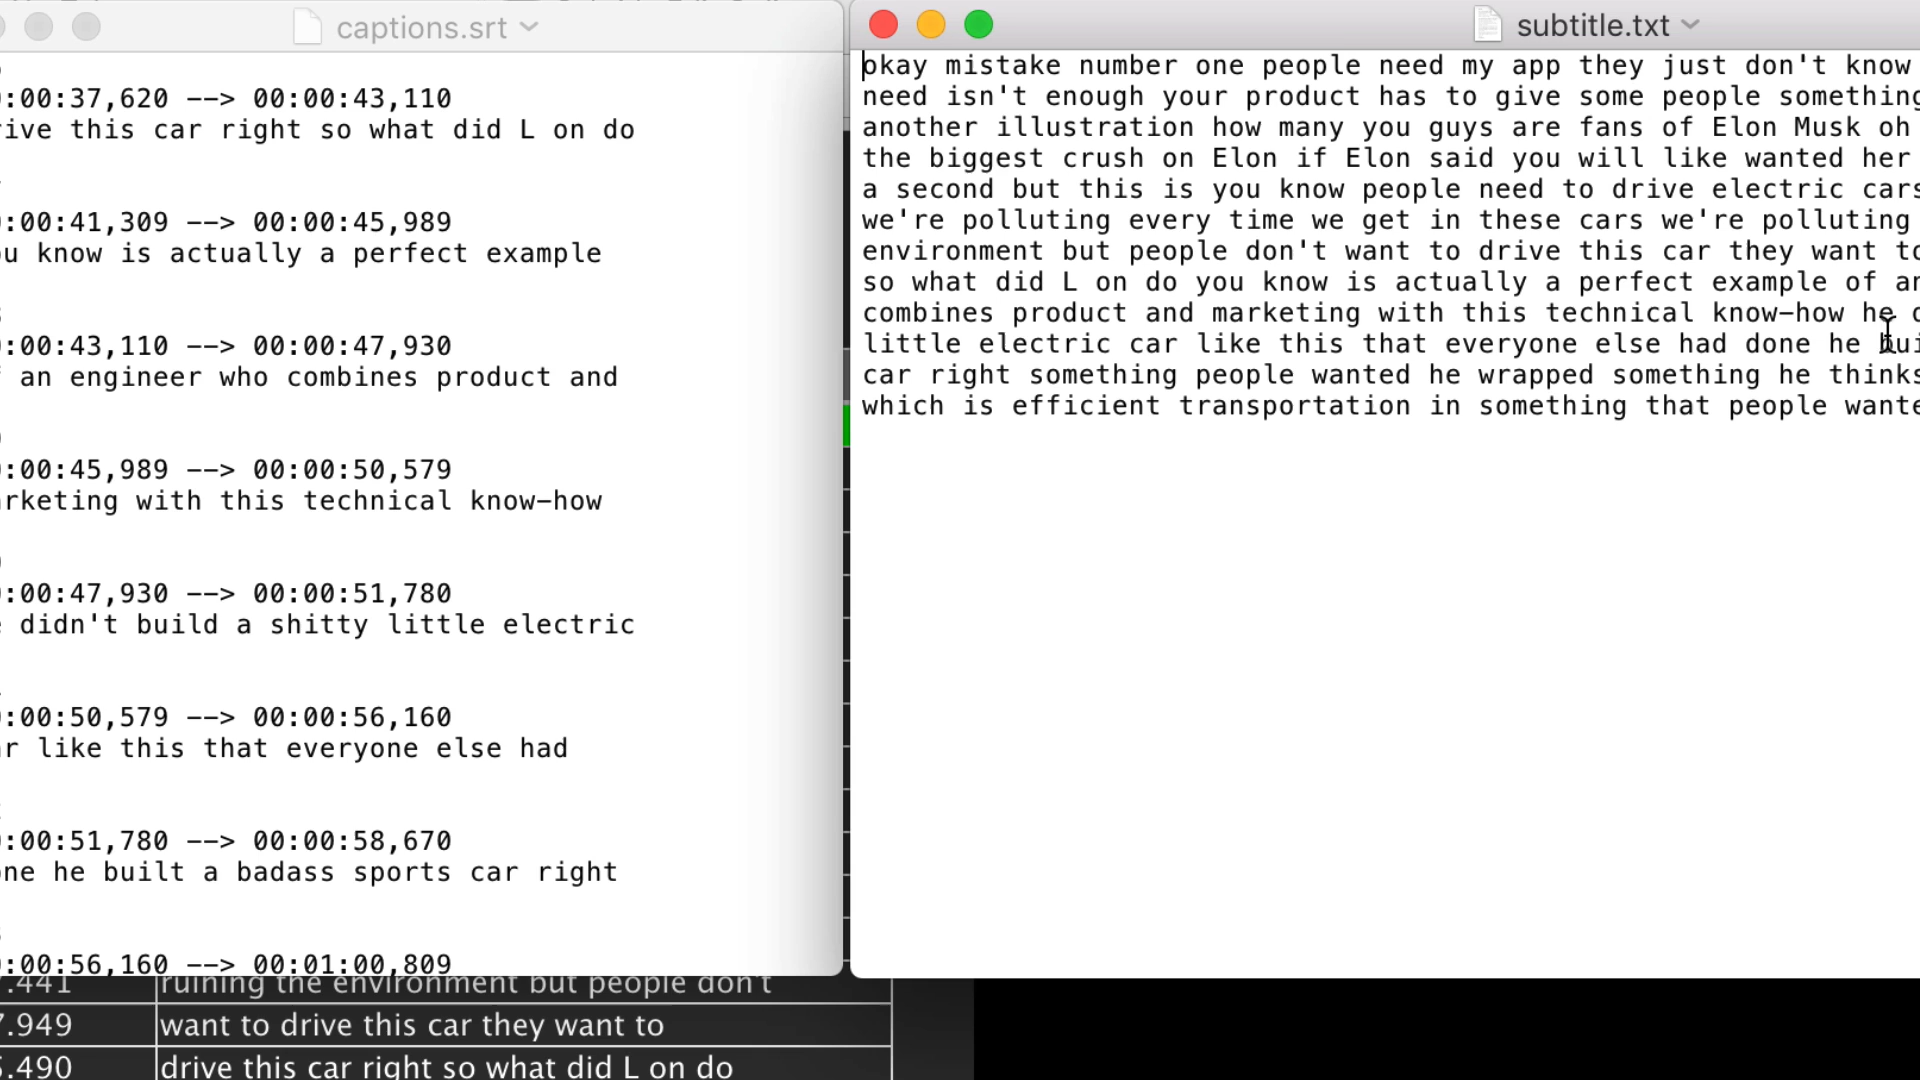 captions.srt
:00:37,620 --> 00:00:43,110
ive this car right so what did L on do
:00:41,309 --> 00:00:45,989
u know is actually a perfect example
:00:43,110 --> 00:00:47,930
an engineer who combines product and
:00:45,989 --> 00:00:50,579
rketing with this technical know-how
:00:47,930 --> 00:00:51,780
didn't build a shitty little electric
:00:50,579 --> 00:00:56,160
r like this that everyone else had
:00:51,780 --> 00:00:58,670
ne he built a badass sports car right
:00:56,160 --> 00:01:00,809
.441 ruining the environment but people don't
7.949 want to drive this car they want to
.490 drive this car right so what did L on do
subtitle.txt
okay mistake number one people need my app they just don't know
need isn't enough your product has to give some people something
another illustration how many you guys are fans of Elon Musk oh
the biggest crush on Elon if Elon said you will like wanted her
a second but this is you know people need to drive electric cars
we're polluting every time we get in these cars we're polluting
environment but people don't want to drive this car they want to
so what did L on do you know is actually a perfect example of an
combines product and marketing with this technical know-how he
little electric car like this that everyone else had done he
car right something people wanted he wrapped something he thinks
which is efficient transportation in something that people wante